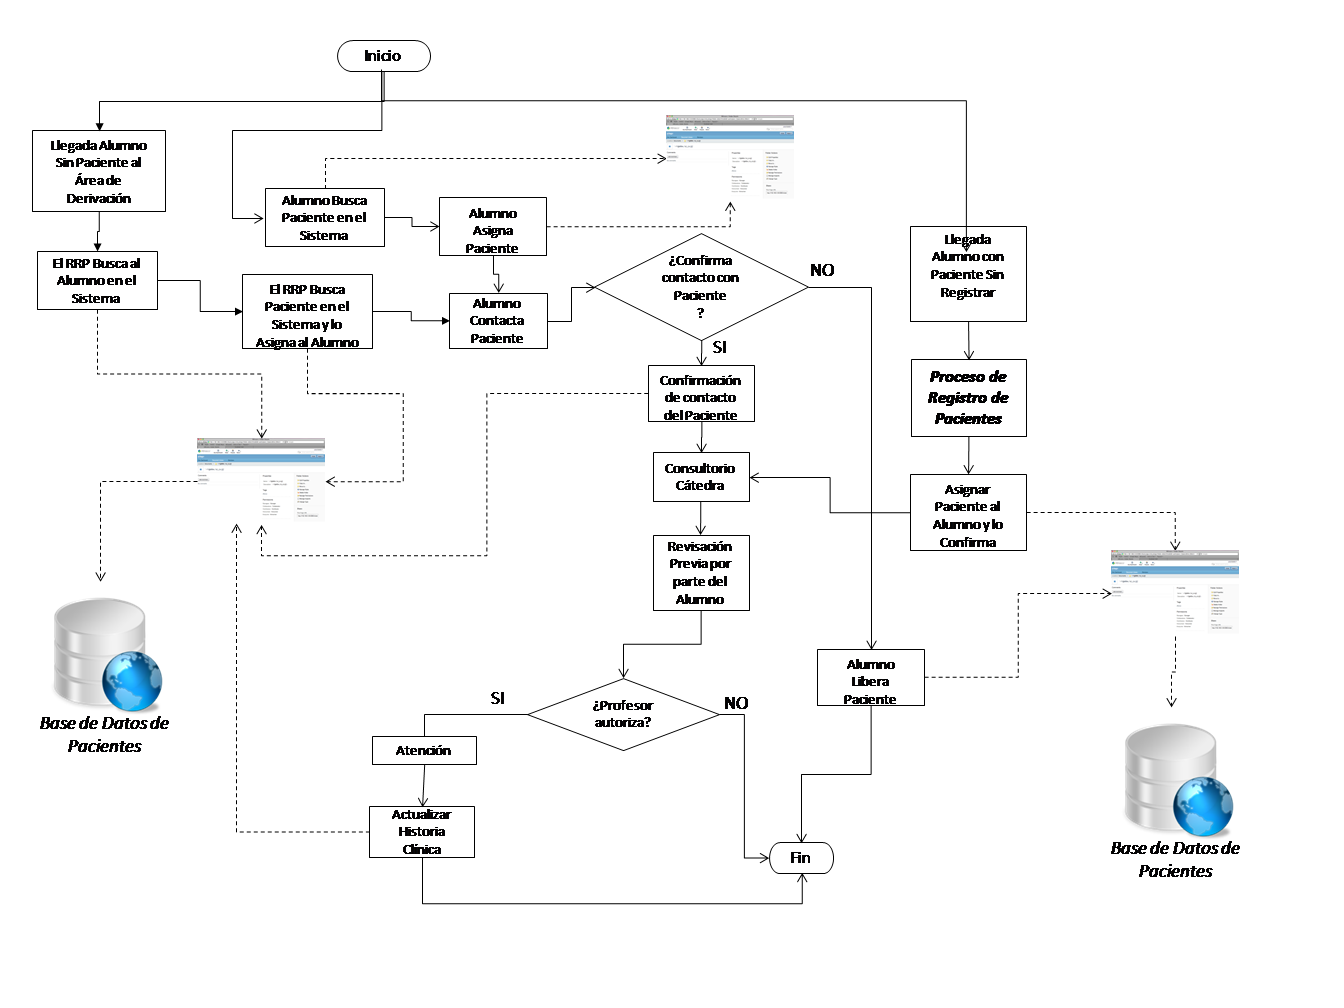 Inicio
Llegada Alumno
Sin Paciente al
Área de
Derivación
Alumno Busca
Paciente en el
Sistema
Alumno
Asigna
Paciente
El RRP Busca al
Alumno en el
Sistema
El RRP Busca
Paciente en el
Sistema y lo
Asigna al Alumno
Alumno
Contacta
Paciente
¿Confirma
contacto con
Paciente
?
NO
SI
Llegada
Alumno con
Paciente Sin
Registrar
Confirmación
de contacto
del Paciente
Proceso de
Registro de
Pacientes
Consultorio
Cátedra
Asignar
Paciente al
Alumno y lo
Confirma
Revisación
Previa por
parte del
Alumno
Alumno
Libera
Paciente
¿Profesor
autoriza?
SI
NO
Base de Datos de
Pacientes
Atención
Actualizar
Historia
Clínica
Fin
Base de Datos de
Pacientes